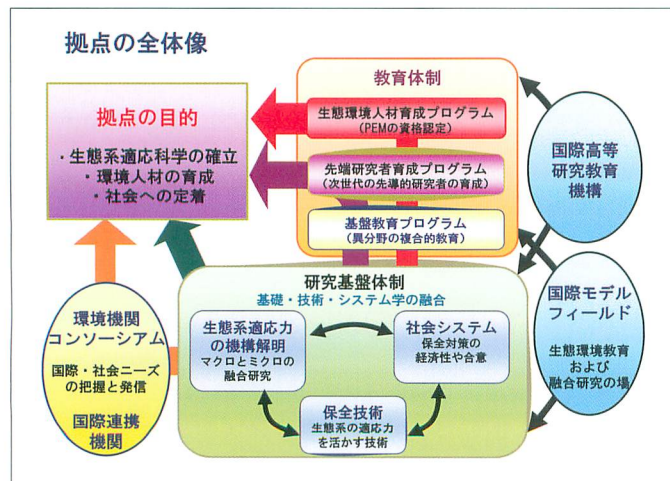 拠点の全体像
拠点の目的
・生態系適応科学の確立
・環境人材の育成
・社会への定着
教育体制
生態環境人材育成プログラム
(PEMの資格認定)
先端研究者育成プログラム
(次世代の先導的研究者の育成)
基盤教育プログラム
(異分野の複合的教育)
国際高等
研究教育
機構
研究基盤体制
基礎・技術・システム学の融合
生態系適応力
の機構解明
マクロとミクロの
融合研究
社会システム
保全対策の
経済性や合意
保全技術
生態系の適応力
を活かす技術
環境機関
コンソーシアム
国際・社会ニーズ
の把握と発信
国際連携
機関
国際モデル
フィールド
生態環境教育
および
融合研究の場